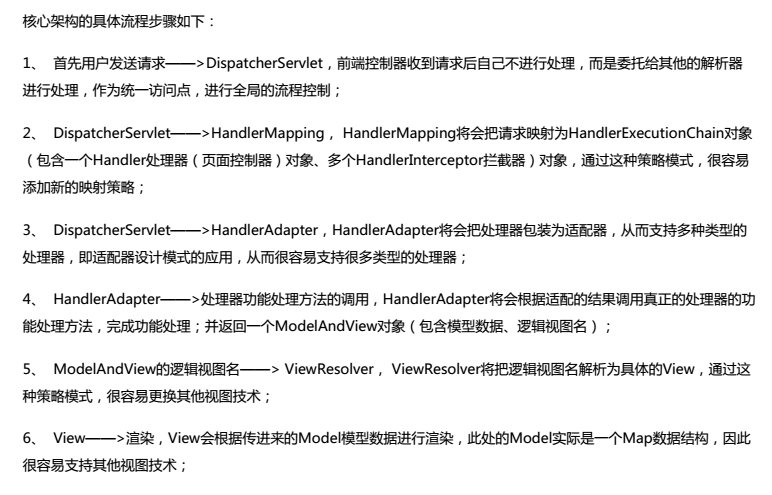 核心架构的具体流程步骤如下：
1、 首先用户发送请求——>DispatcherServlet，前端控制器收到请求后自己不进行处理，而是委托给其他的解析器
进行处理，作为统一访问点，进行全局的流程控制；
2、 DispatcherServlet——>HandlerMapping， HandlerMapping将会把请求映射为HandlerExecutionChain对象
（包含一个Handler处理器（页面控制器）对象、多个HandlerInterceptor拦截器）对象，通过这种策略模式，很容易
添加新的映射策略；
3、 DispatcherServlet——>HandlerAdapter，HandlerAdapter将会把处理器包装为适配器，从而支持多种类型的
处理器，即适配器设计模式的应用，从而很容易支持很多类型的处理器；
4、 HandlerAdapter——>处理器功能处理方法的调用，HandlerAdapter将会根据适配的结果调用真正的处理器的功
能处理方法，完成功能处理；并返回一个ModelAndView对象（包含模型数据、逻辑视图名）；
5、 ModelAndView的逻辑视图名——> ViewResolver， ViewResolver将把逻辑视图名解析为具体的View，通过这
种策略模式，很容易更换其他视图技术；
6、 View——>渲染，View会根据传进来的Model模型数据进行渲染，此处的Model实际是一个Map数据结构，因此
很容易支持其他视图技术；